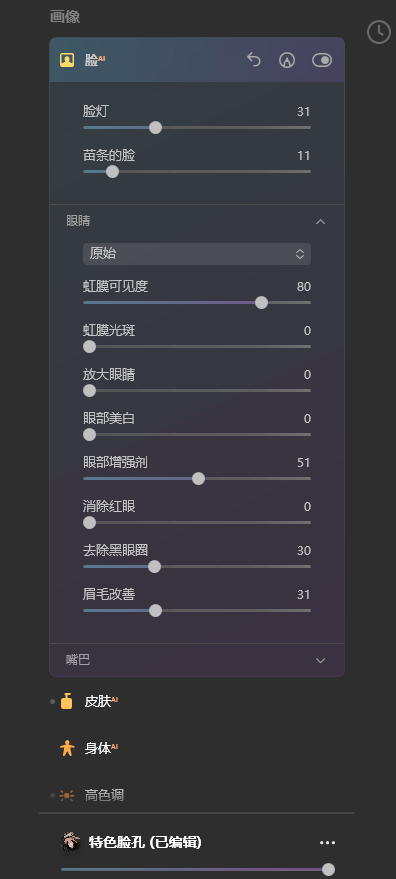 画像
脸AI
脸灯 31
苗条的脸 11
眼睛
原始
虹膜可见度 80
虹膜光斑 0
放大眼睛 0
眼部美白 0
眼部增强剂 51
消除红眼 0
去除黑眼圈 30
眉毛改善 31
嘴巴
皮肤AI
身体AI
高色调
特色脸孔 (已编辑)